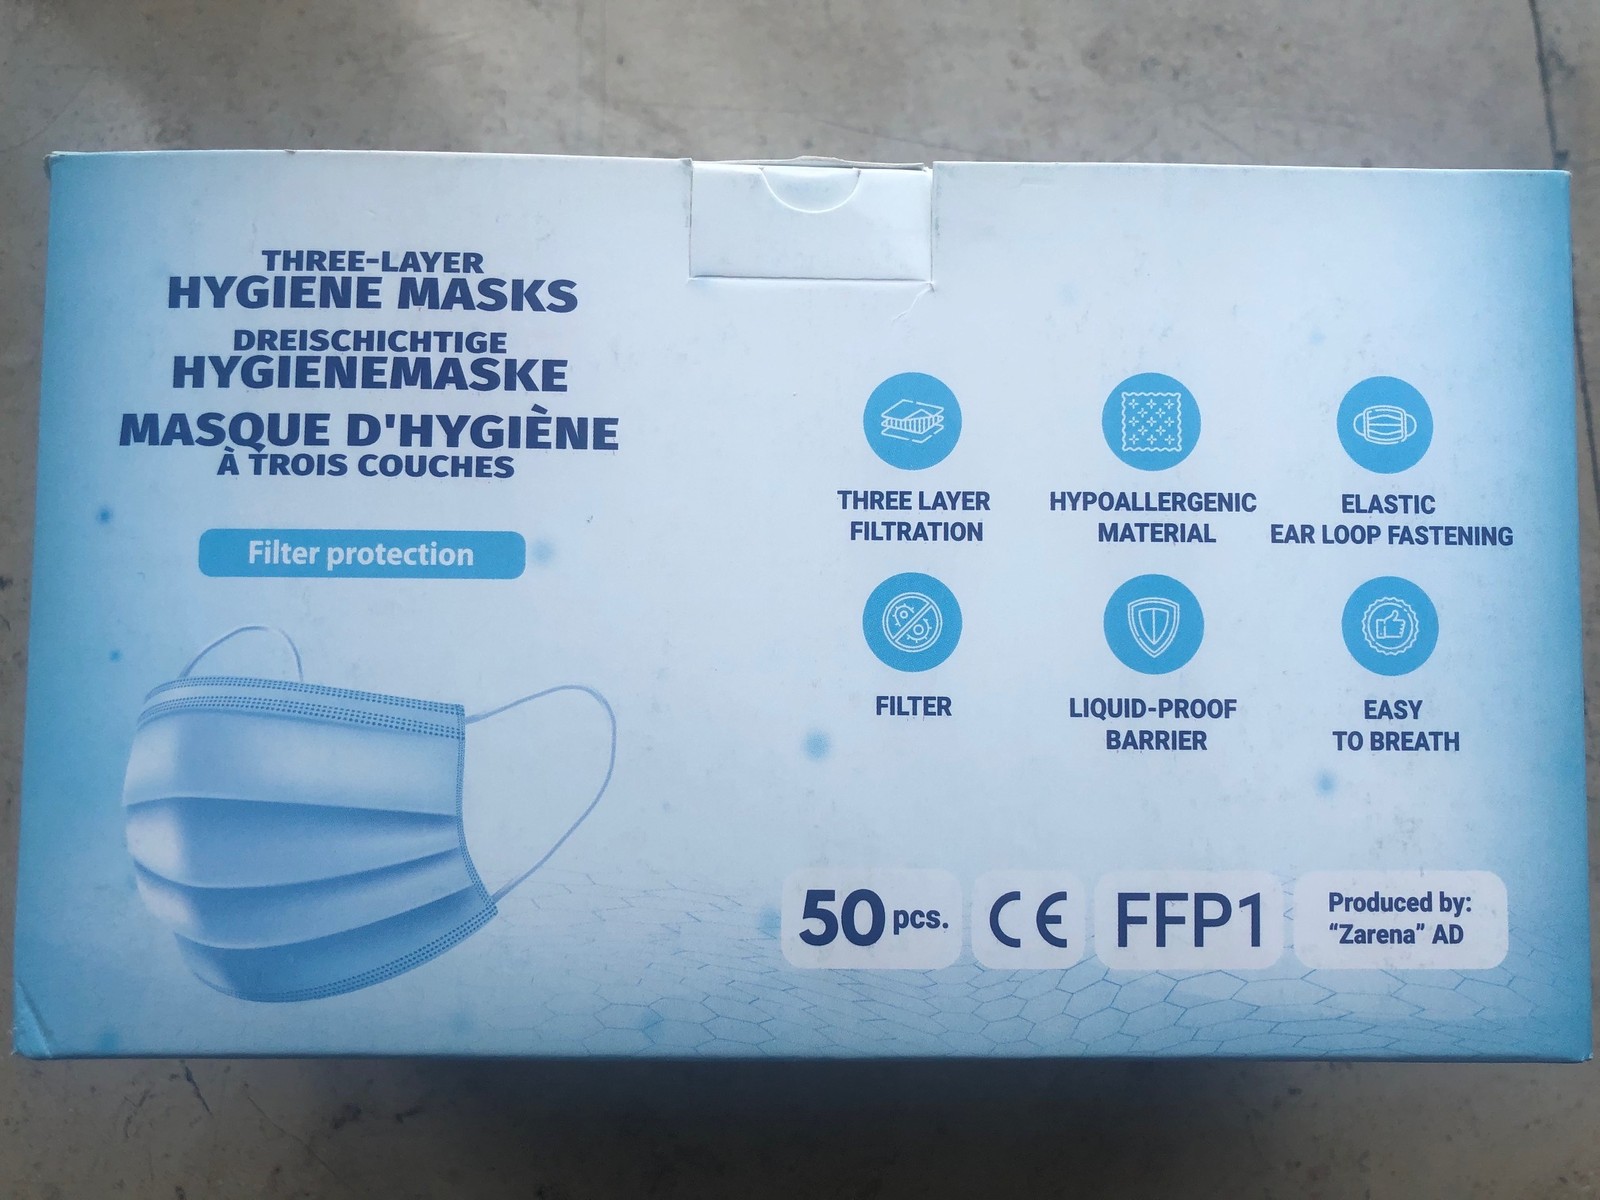 THREE-LAYER
HYGIENE MASKS
DREISCHICHTIGE
HYGIENEMASKE
MASQUE D'HYGIÈNE
À TROIS COUCHES
Filter protection
THREE LAYER
FILTRATION
HYPOALLERGENIC
MATERIAL
ELASTIC
EAR LOOP FASTENING
FILTER
LIQUID-PROOF
BARRIER
EASY
TO BREATH
50 pcs.
CE
FFP1
Produced by:
“Zarena” AD